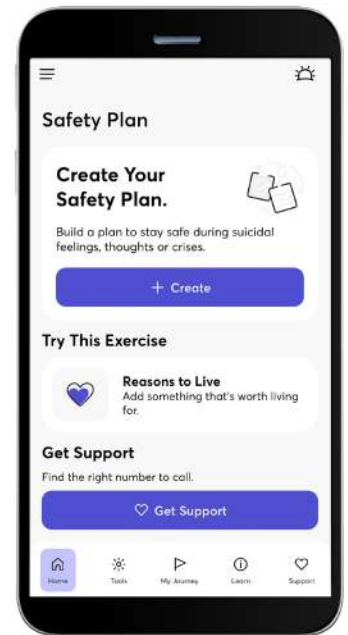 Safety Plan
Create Your
Safety Plan.
Build a plan to stay safe during suicidal
feelings, thoughts or crises.
+ Create
Try This Exercise
Reasons to Live
Add something that's worth living
for.
Get Support
Find the right number to call.
Get Support
Home Tools My Journey Learn Support